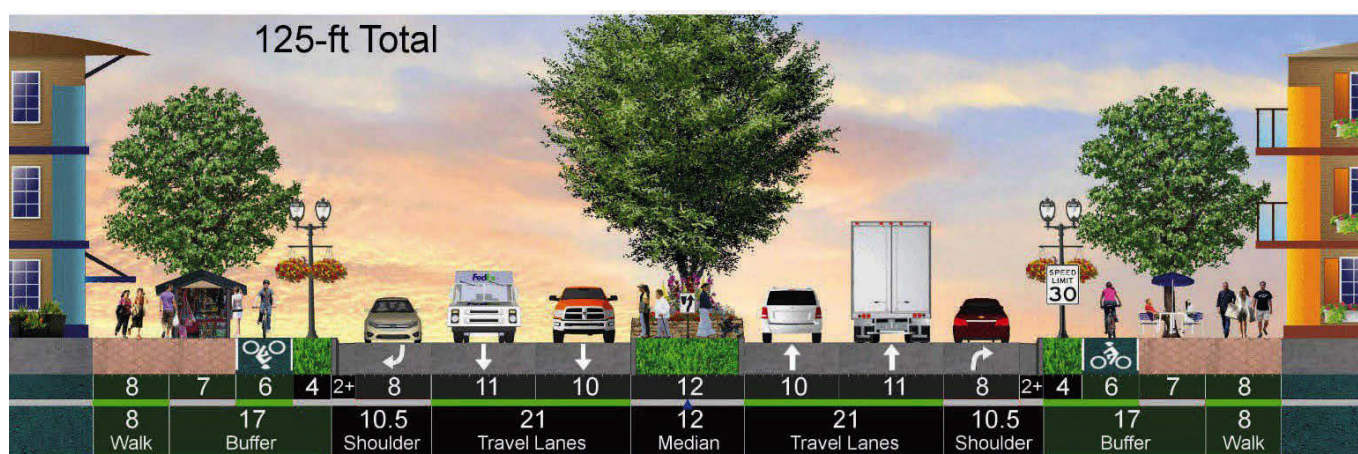 125-ft Total
FedEx
SPEED
LIMIT
30
8 7 6 4 2+ 8 11 10 12 10 11 8 2+ 4 6 7 8
8 17 10.5 21 12 21 10.5 17 8
Walk Buffer Shoulder Travel Lanes Median Travel Lanes Shoulder Buffer Walk